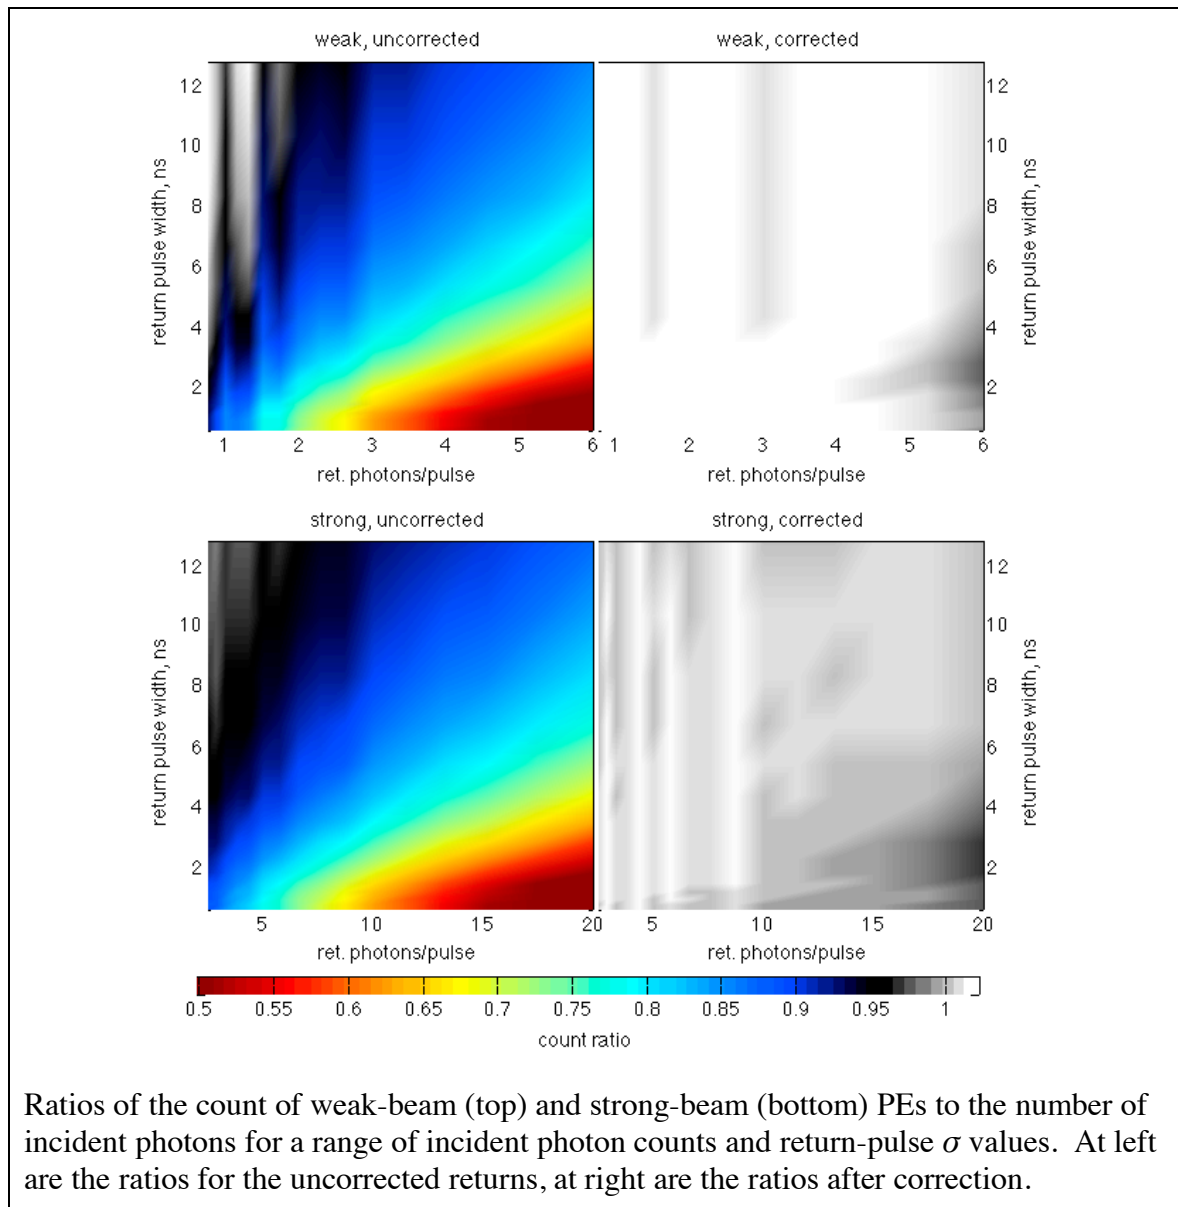 weak, uncorrected
weak, corrected
return pulse width, ns
12
10
8
6
4
2
1 2 3 4 5 6
ret. photons/pulse
1 2 3 4 5 6
ret. photons/pulse
12
10
8
6
4
2
return pulse width, ns
strong, uncorrected
strong, corrected
return pulse width, ns
12
10
8
6
4
2
5 10 15 20
ret. photons/pulse
5 10 15 20
ret. photons/pulse
12
10
8
6
4
2
return pulse width, ns
0.5 0.55 0.6 0.65 0.7 0.75 0.8 0.85 0.9 0.95 1
count ratio
Ratios of the count of weak-beam (top) and strong-beam (bottom) PEs to the number of
incident photons for a range of incident photon counts and return-pulse σ values. At left
are the ratios for the uncorrected returns, at right are the ratios after correction.